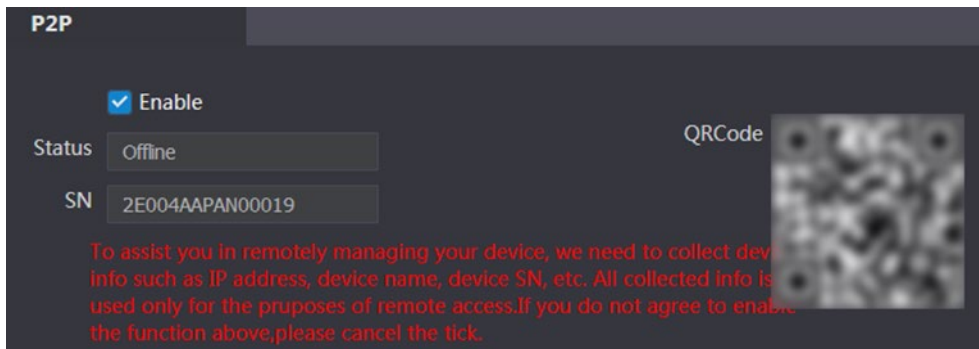 P2P
Enable
Status Offline
QRCode
SN 2E004AAPAN00019
To assist you in remotely managing your device, we need to collect dev
info such as IP address, device name, device SN, etc. All collected info is
used only for the pruposes of remote access.If you do not agree to enable
the function above,please cancel the tick.